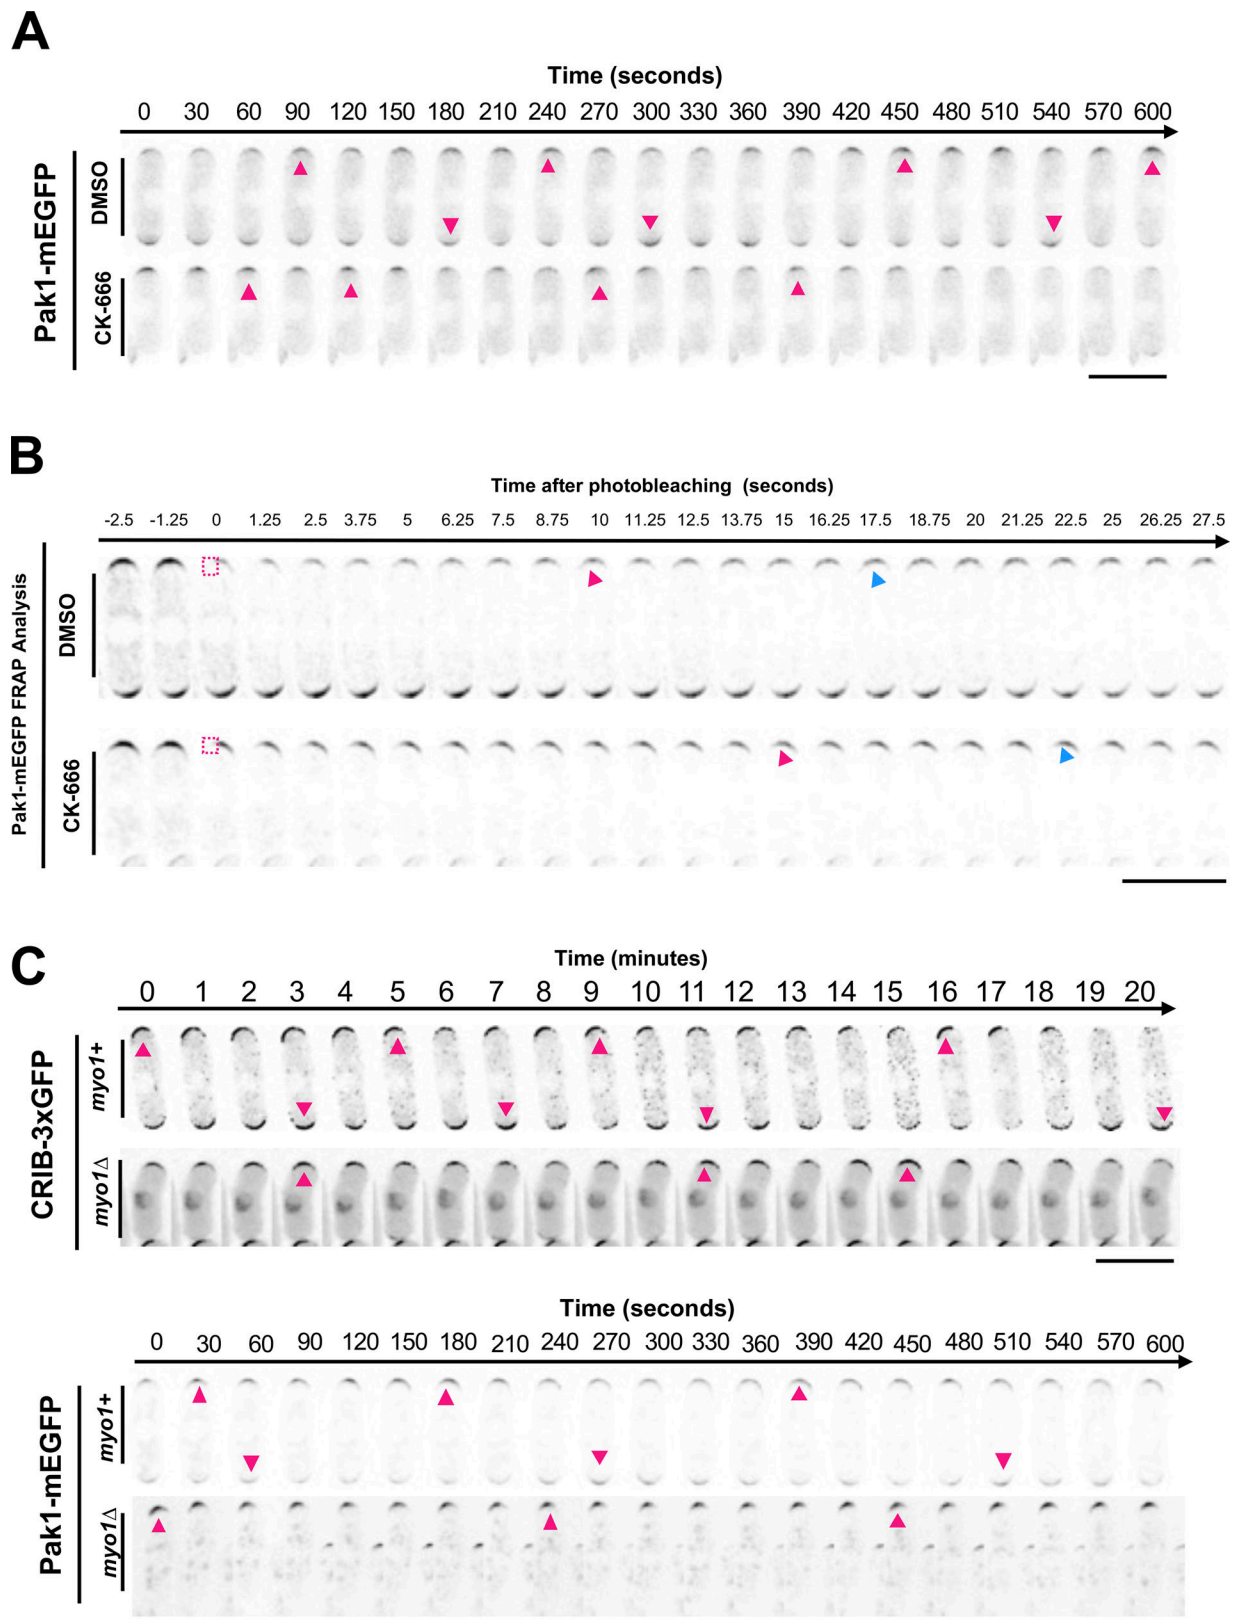 A
Time (seconds)
0 30 60 90 120 150 180 210 240 270 300 330 360 390 420 450 480 510 540 570 600
Pak1-mEGFP
DMSO
CK-666
B
Time after photobleaching (seconds)
-2.5 -1.25 0 1.25 2.5 3.75 5 6.25 7.5 8.75 10 11.25 12.5 13.75 15 16.25 17.5 18.75 20 21.25 22.5 25 26.25 27.5
Pak1-mEGFP FRAP Analysis
DMSO
CK-666
C
Time (minutes)
0 1 2 3 4 5 6 7 8 9 10 11 12 13 14 15 16 17 18 19 20
CRIB-3xGFP
myo1+
myo1Δ
Time (seconds)
0 30 60 90 120 150 180 210 240 270 300 330 360 390 420 450 480 510 540 570 600
Pak1-mEGFP
myo1+
myo1Δ